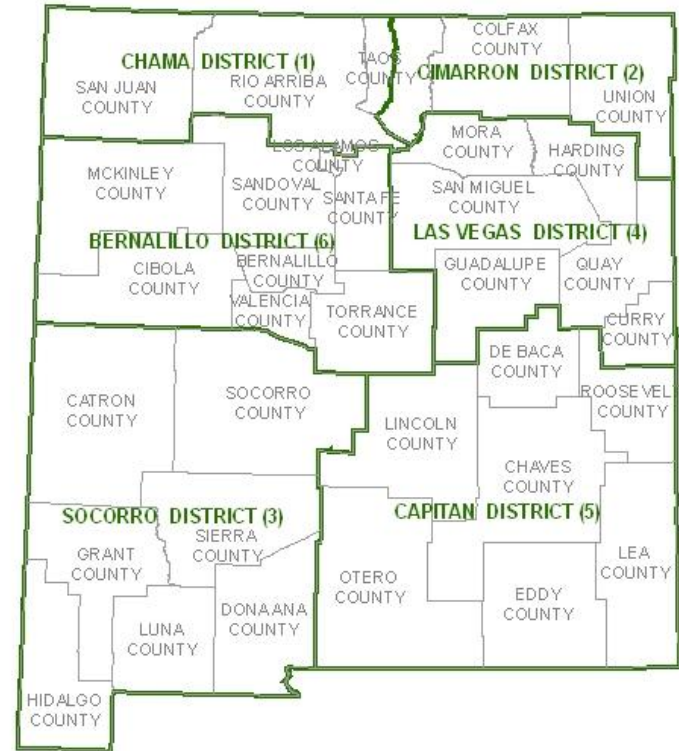 COLFAX
COUNTY
CHAMA DISTRICT (1)
TAOS
COUNTY
CIMARRON DISTRICT (2)
SAN JUAN
COUNTY
RIO ARRIBA
COUNTY
UNION
COUNTY
MORA
COUNTY
HARDING
COUNTY
LOS ALAMOS
COUNTY
MCKINLEY
COUNTY
SANDOVAL
COUNTY
SANTA FE
COUNTY
SAN MIGUEL
COUNTY
BERNALILLO DISTRICT (6)
LAS VEGAS DISTRICT (4)
CIBOLA
COUNTY
BERNALILLO
COUNTY
GUADALUPE
COUNTY
QUAY
COUNTY
VALENCIA
COUNTY
TORRANCE
COUNTY
CURRY
COUNTY
DE BACA
COUNTY
CATRON
COUNTY
SOCORRO
COUNTY
LINCOLN
COUNTY
ROOSEVELT
COUNTY
CHAVES
COUNTY
SOCORRO DISTRICT (3)
CAPITAN DISTRICT (5)
SIERRA
COUNTY
GRANT
COUNTY
LEA
COUNTY
OTERO
COUNTY
EDDY
COUNTY
DONA ANA
COUNTY
LUNA
COUNTY
HIDALGO
COUNTY